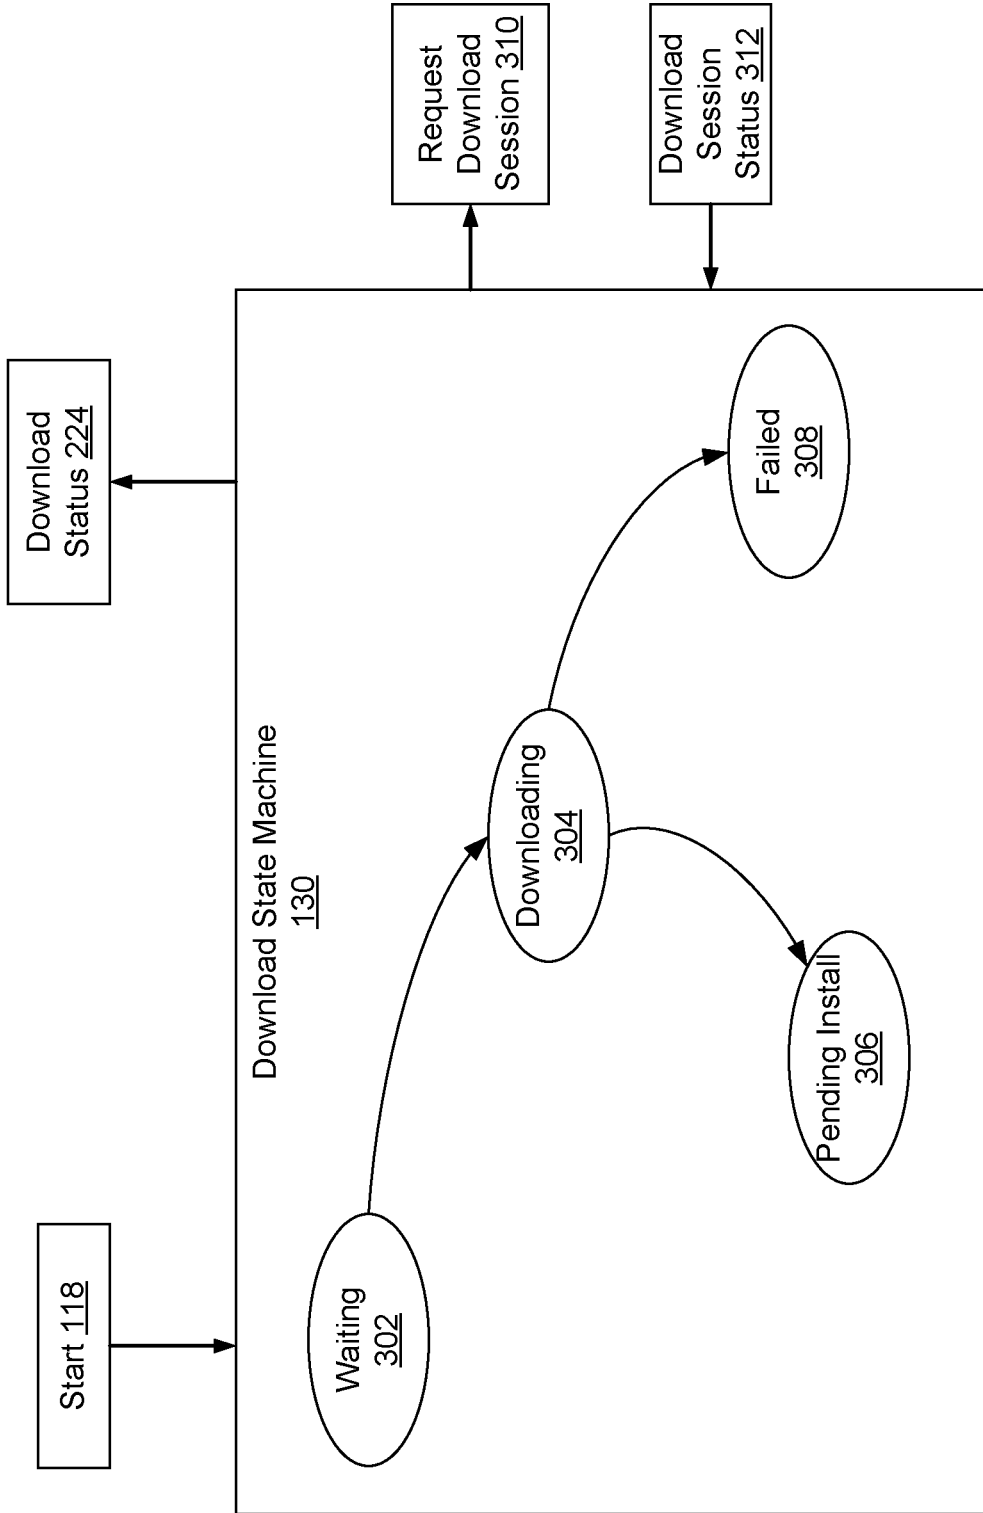 Start 118
Download
Status 224
Download State Machine
130
Waiting
302
Downloading
304
Pending Install
306
Failed
308
Request
Download
Session 310
Download
Session
Status 312